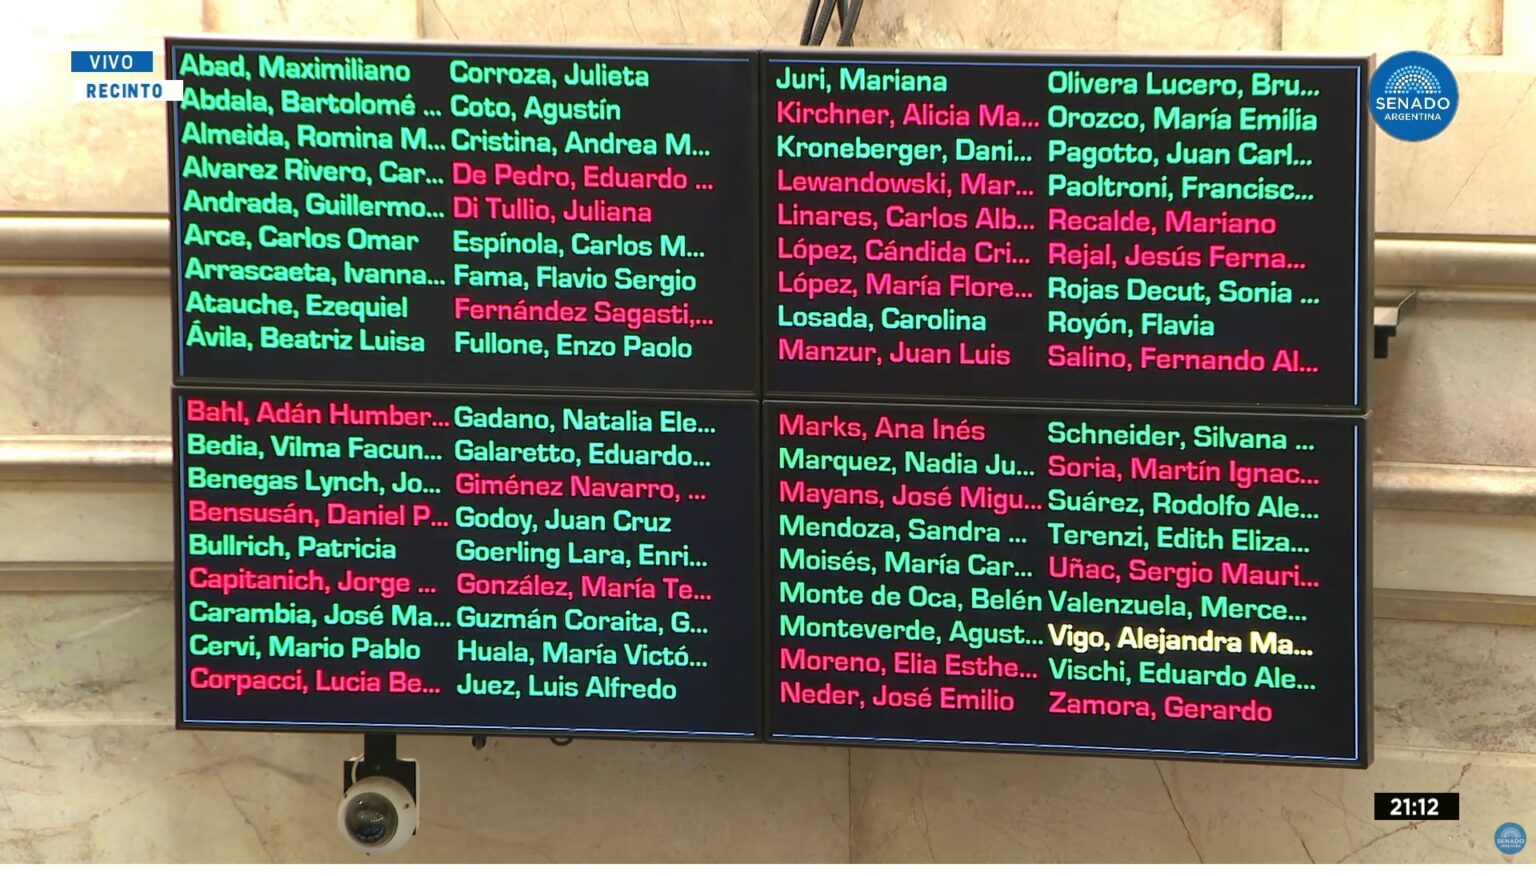 VIVO
RECINTO
Abad, Maximiliano
Abdala, Bartolomé ...
Almeida, Romina M...
Alvarez Rivero, Car...
Andrada, Guillermo...
Arce, Carlos Omar
Arrascaeta, Ivanna...
Atauche, Ezequiel
Ávila, Beatriz Luisa
Bahl, Adán Humber...
Bedia, Vilma Facun...
Benegas Lynch, Jo...
Bensusán, Daniel P...
Bullrich, Patricia
Capitanich, Jorge ...
Carambia, José Ma...
Cervi, Mario Pablo
Corpacci, Lucia Be...
Corroza, Julieta
Coto, Agustín
Cristina, Andrea M...
De Pedro, Eduardo ...
Di Tullio, Juliana
Espínola, Carlos M...
Fama, Flavio Sergio
Fernández Sagasti,...
Fullone, Enzo Paolo
Gadano, Natalia Ele...
Galaretto, Eduardo...
Giménez Navarro, ...
Godoy, Juan Cruz
Goerling Lara, Enri...
González, María Te...
Guzmán Coraita, G...
Huala, María Victó...
Juez, Luis Alfredo
Juri, Mariana
Kirchner, Alicia Ma...
Kroneberger, Dani...
Lewandowski, Mar...
Linares, Carlos Alb...
López, Cándida Cri...
López, María Flore...
Losada, Carolina
Manzur, Juan Luis
Marks, Ana Inés
Marquez, Nadia Ju...
Mayans, José Migu...
Mendoza, Sandra ...
Moisés, María Car...
Monte de Oca, Belén
Monteverde, Agust...
Moreno, Elia Esthe...
Neder, José Emilio
Olivera Lucero, Bru...
Orozco, María Emilia
Pagotto, Juan Carl...
Paoltroni, Francisc...
Recalde, Mariano
Rejal, Jesús Ferna...
Rojas Decut, Sonia ...
Royón, Flavia
Salino, Fernando Al...
Schneider, Silvana ...
Soria, Martín Ignac...
Suárez, Rodolfo Ale...
Terenzi, Edith Eliza...
Uñac, Sergio Mauri...
Valenzuela, Merce...
Vigo, Alejandra Ma...
Vischi, Eduardo Ale...
Zamora, Gerardo
SENADO
ARGENTINA
21:12
SENADO
ARGENTINA